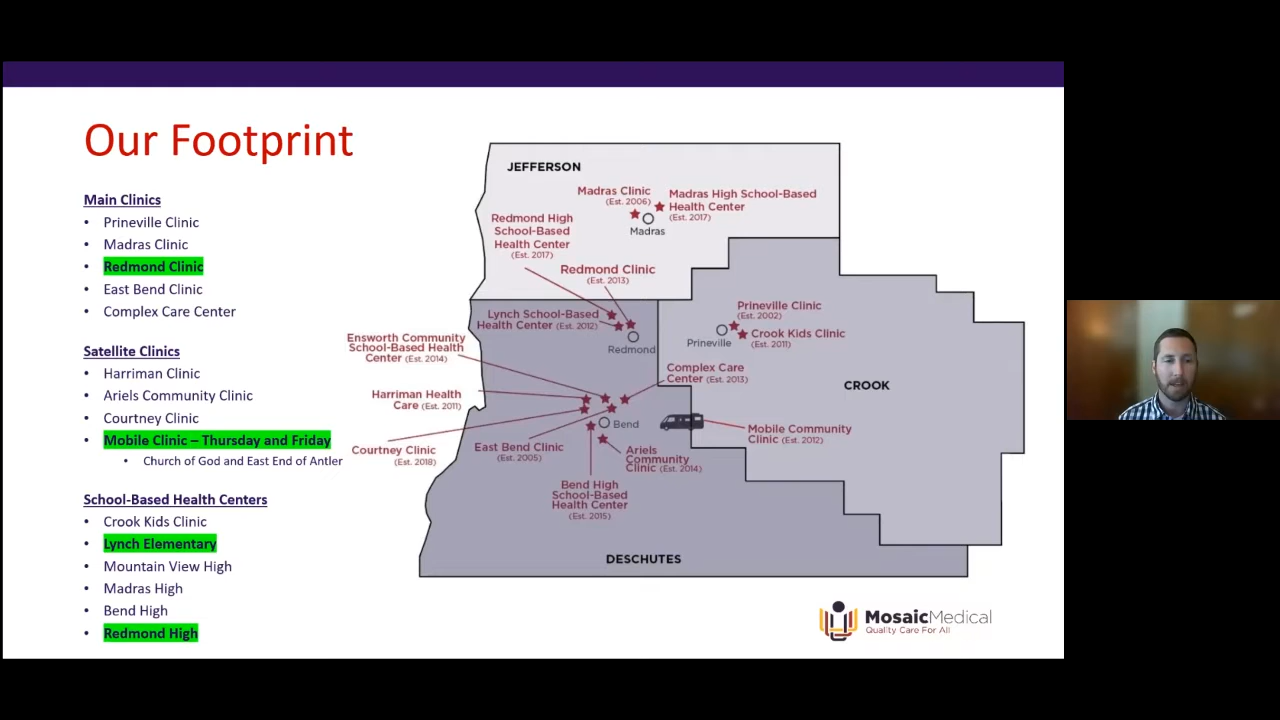 Our Footprint
Main Clinics
• Prineville Clinic
• Madras Clinic
• Redmond Clinic
• East Bend Clinic
• Complex Care Center
Satellite Clinics
• Harriman Clinic
• Ariels Community Clinic
• Courtney Clinic
• Mobile Clinic – Thursday and Friday
• Church of God and East End of Antler
School-Based Health Centers
• Crook Kids Clinic
• Lynch Elementary
• Mountain View High
• Madras High
• Bend High
• Redmond High
JEFFERSON
Madras Clinic
(Est. 2006)
Madras High School-Based
Health Center
(Est. 2017)
Madras
Redmond High
School-Based
Health Center
(Est. 2017)
Redmond Clinic
(Est. 2013)
Lynch School-Based
Health Center (Est. 2012)
Redmond
Prineville Clinic
(Est. 2002)
Crook Kids Clinic
(Est. 2011)
Prineville
Ensworth Community
School-Based Health
Center (Est. 2014)
Complex Care
Center (Est. 2013)
CROOK
Harriman Health
Care (Est. 2011)
Bend
Mobile Community
Clinic (Est. 2012)
Courtney Clinic
(Est. 2018)
East Bend Clinic
(Est. 2005)
Ariels
Community
Clinic (Est. 2014)
Bend High
School-Based
Health Center
(Est. 2015)
DESCHUTES
MosaicMedical
Quality Care For All